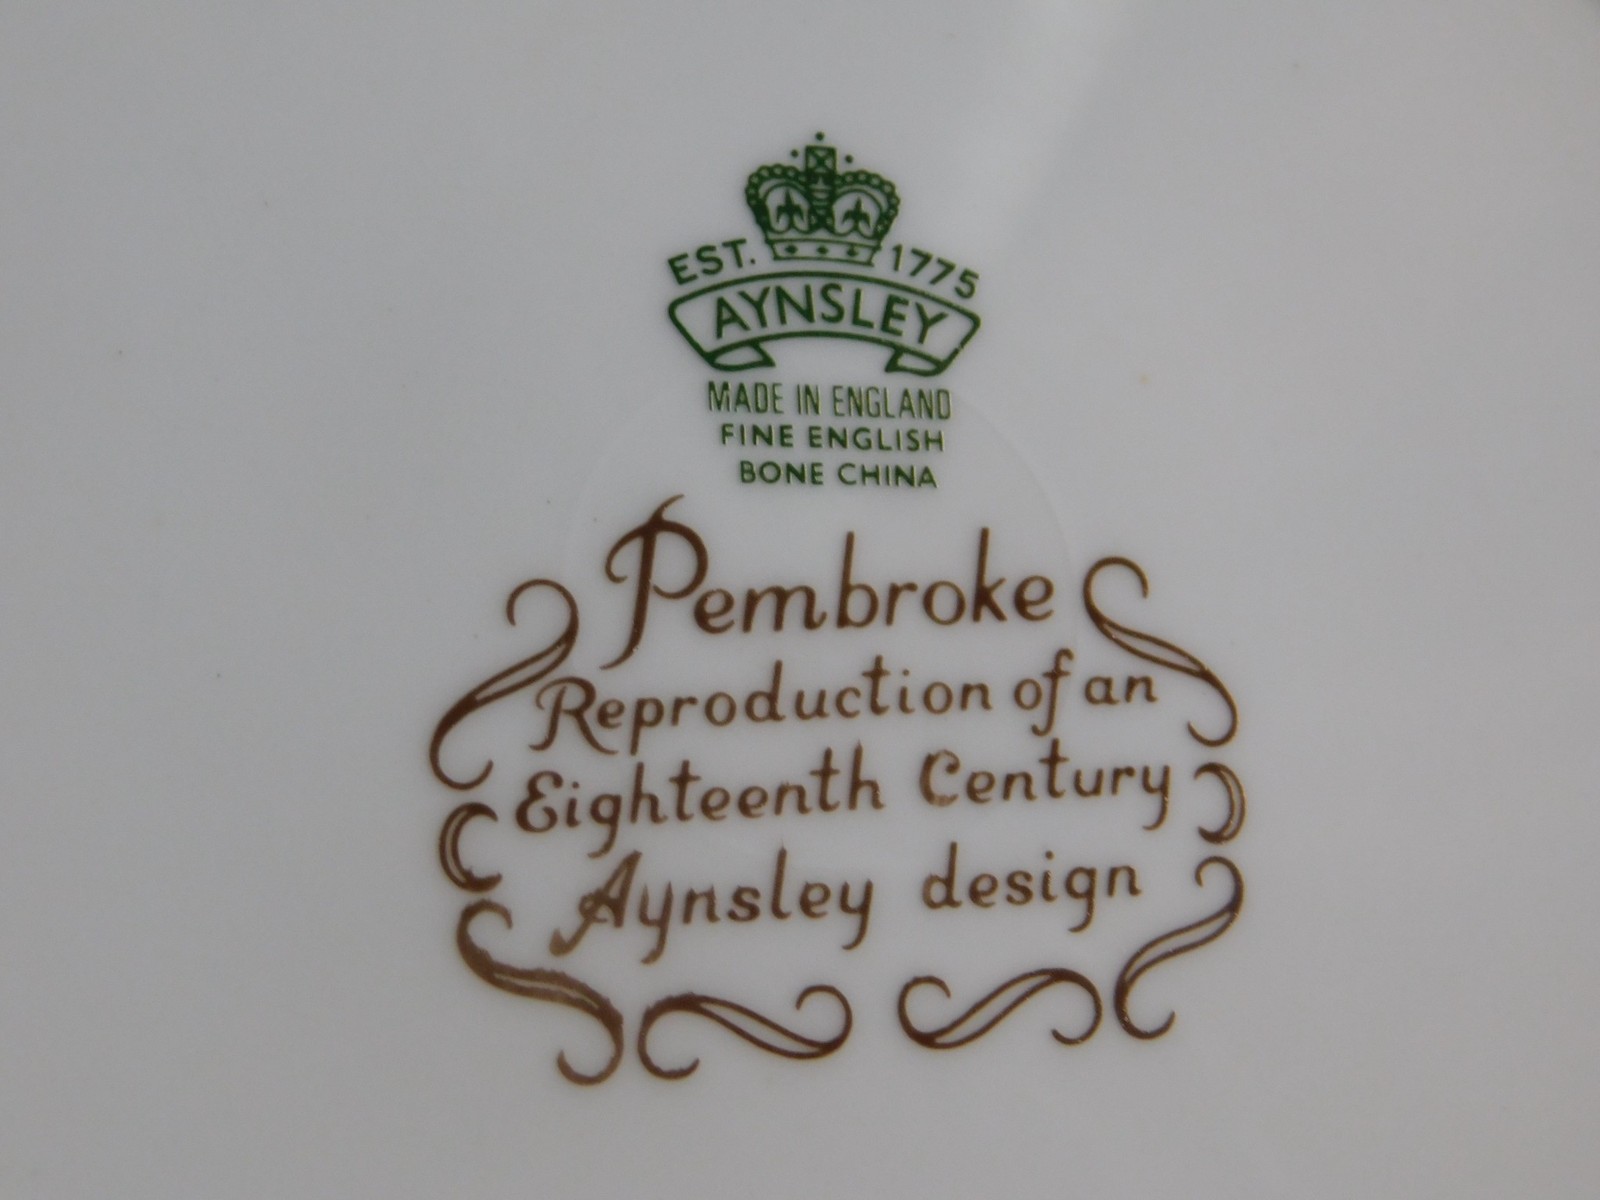 EST. 1775
AYNSLEY
MADE IN ENGLAND
FINE ENGLISH
BONE CHINA
Pembroke
Reproduction of an
Eighteenth Century
Aynsley design